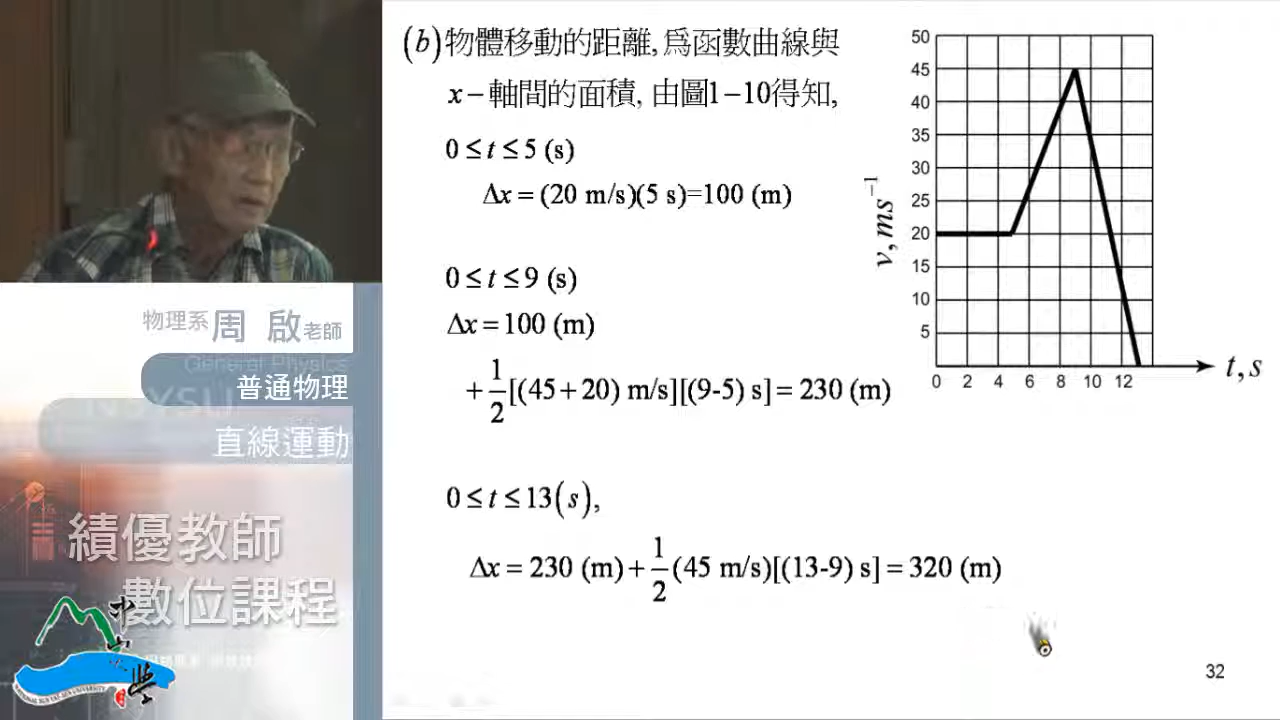 (b)物體移動的距離,爲函數曲線與
x－軸間的面積, 由圖1－10得知,
0 ≤ t ≤ 5 (s)
Δx = (20 m/s)(5 s)=100 (m)
0 ≤ t ≤ 9 (s)
Δx = 100 (m)
+ 1/2 [(45 + 20) m/s][(9-5) s] = 230 (m)
0 ≤ t ≤ 13(s),
Δx = 230 (m) + 1/2 (45 m/s)[(13-9) s] = 320 (m)
50
45
40
35
30
25
20
15
10
5
0 2 4 6 8 10 12
v, ms⁻¹
t, s
物理系 周 啟 老師
General Physics
普通物理
直線運動
績優教師
數位課程
32